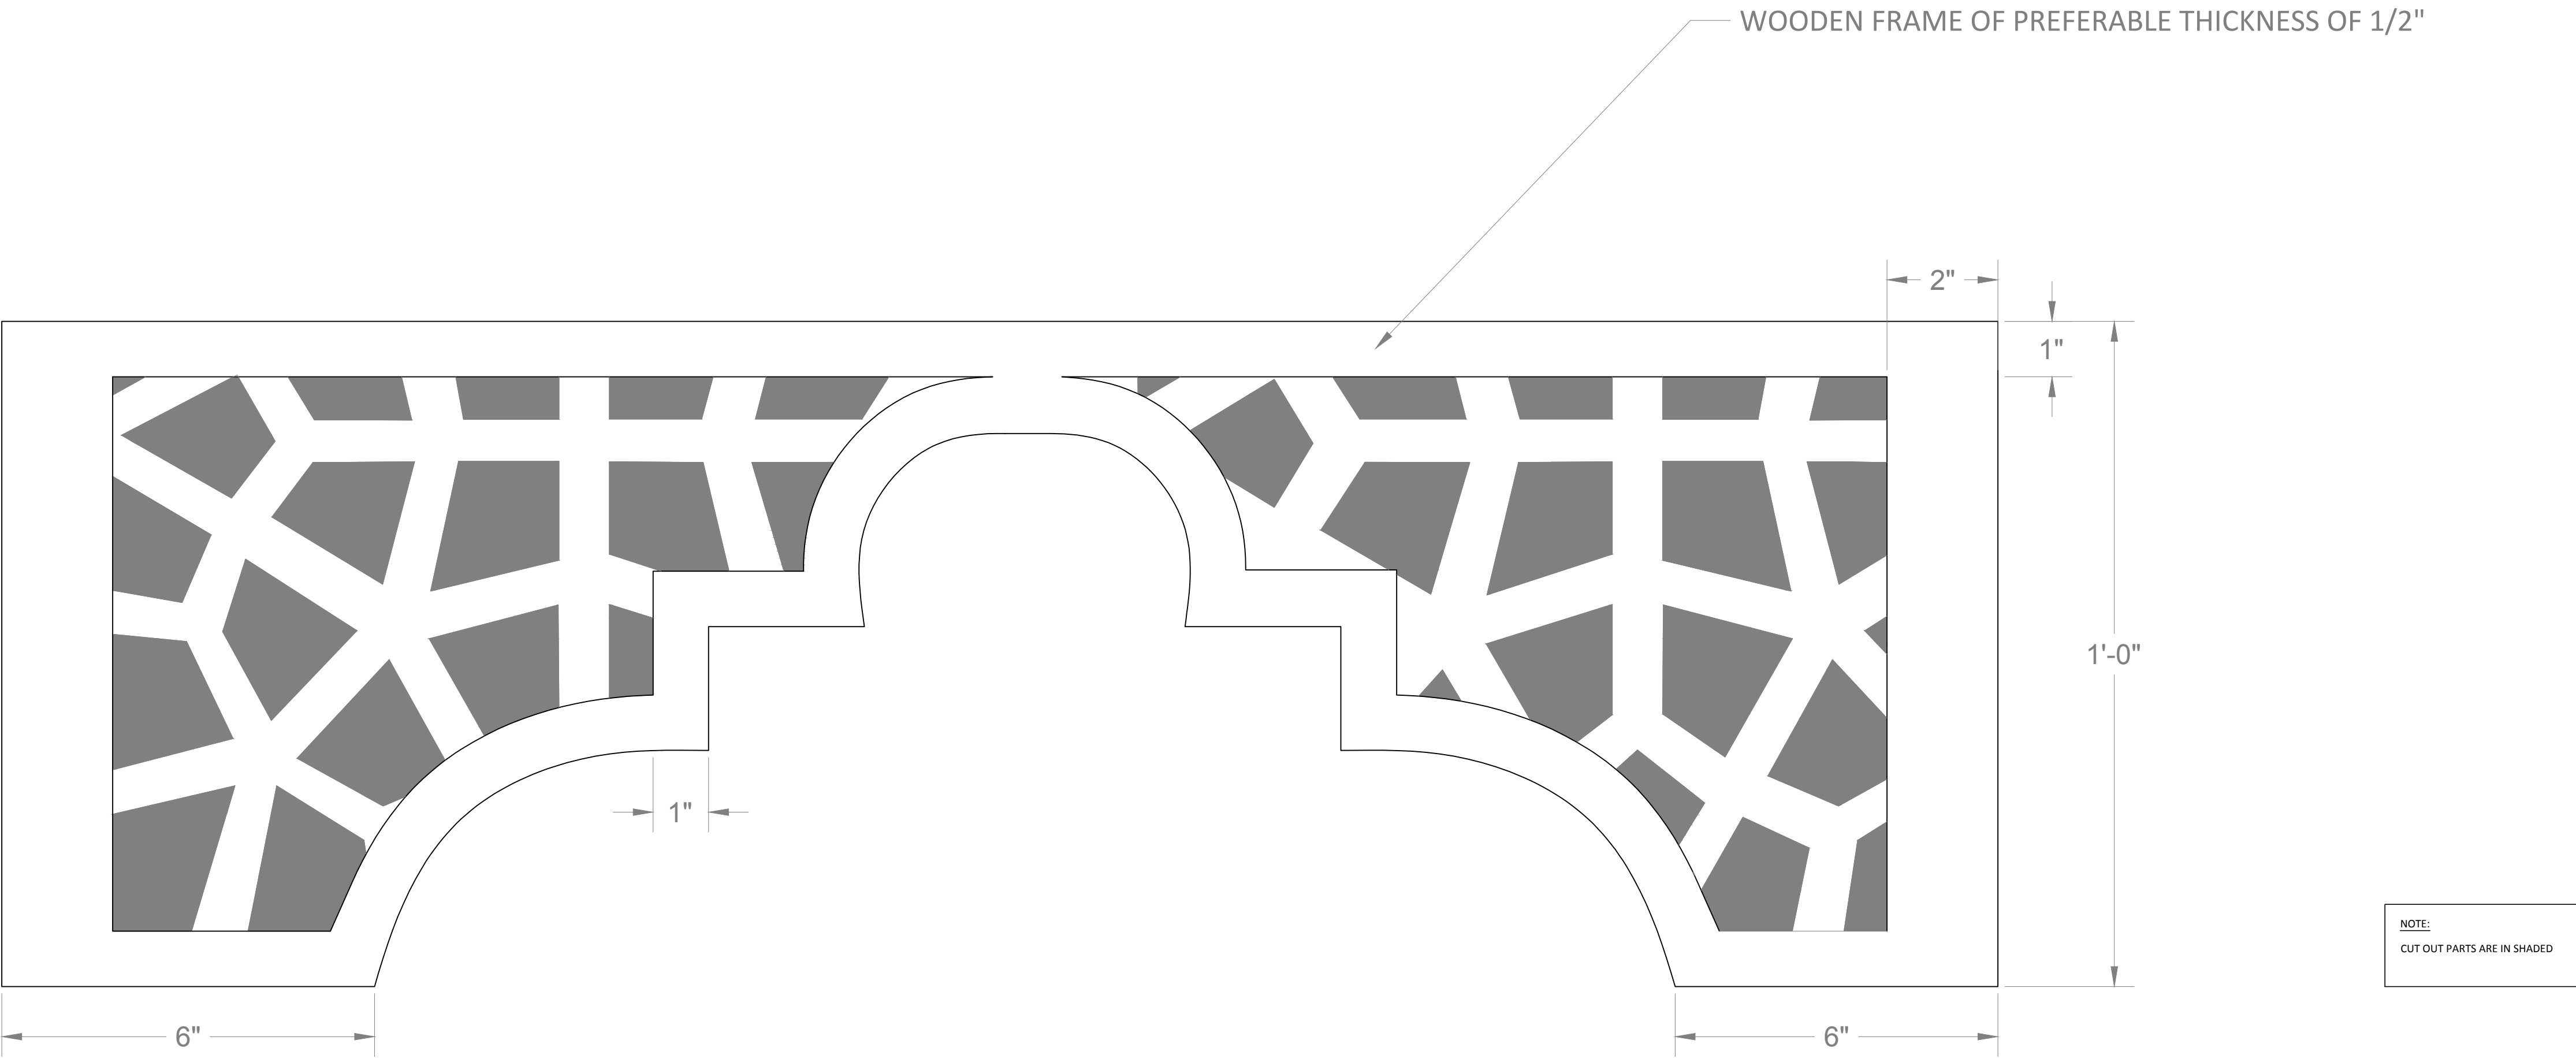 WOODEN FRAME OF PREFERABLE THICKNESS OF 1/2"
2"
1"
1'-0"
1"
NOTE:
CUT OUT PARTS ARE IN SHADED
6"
6"